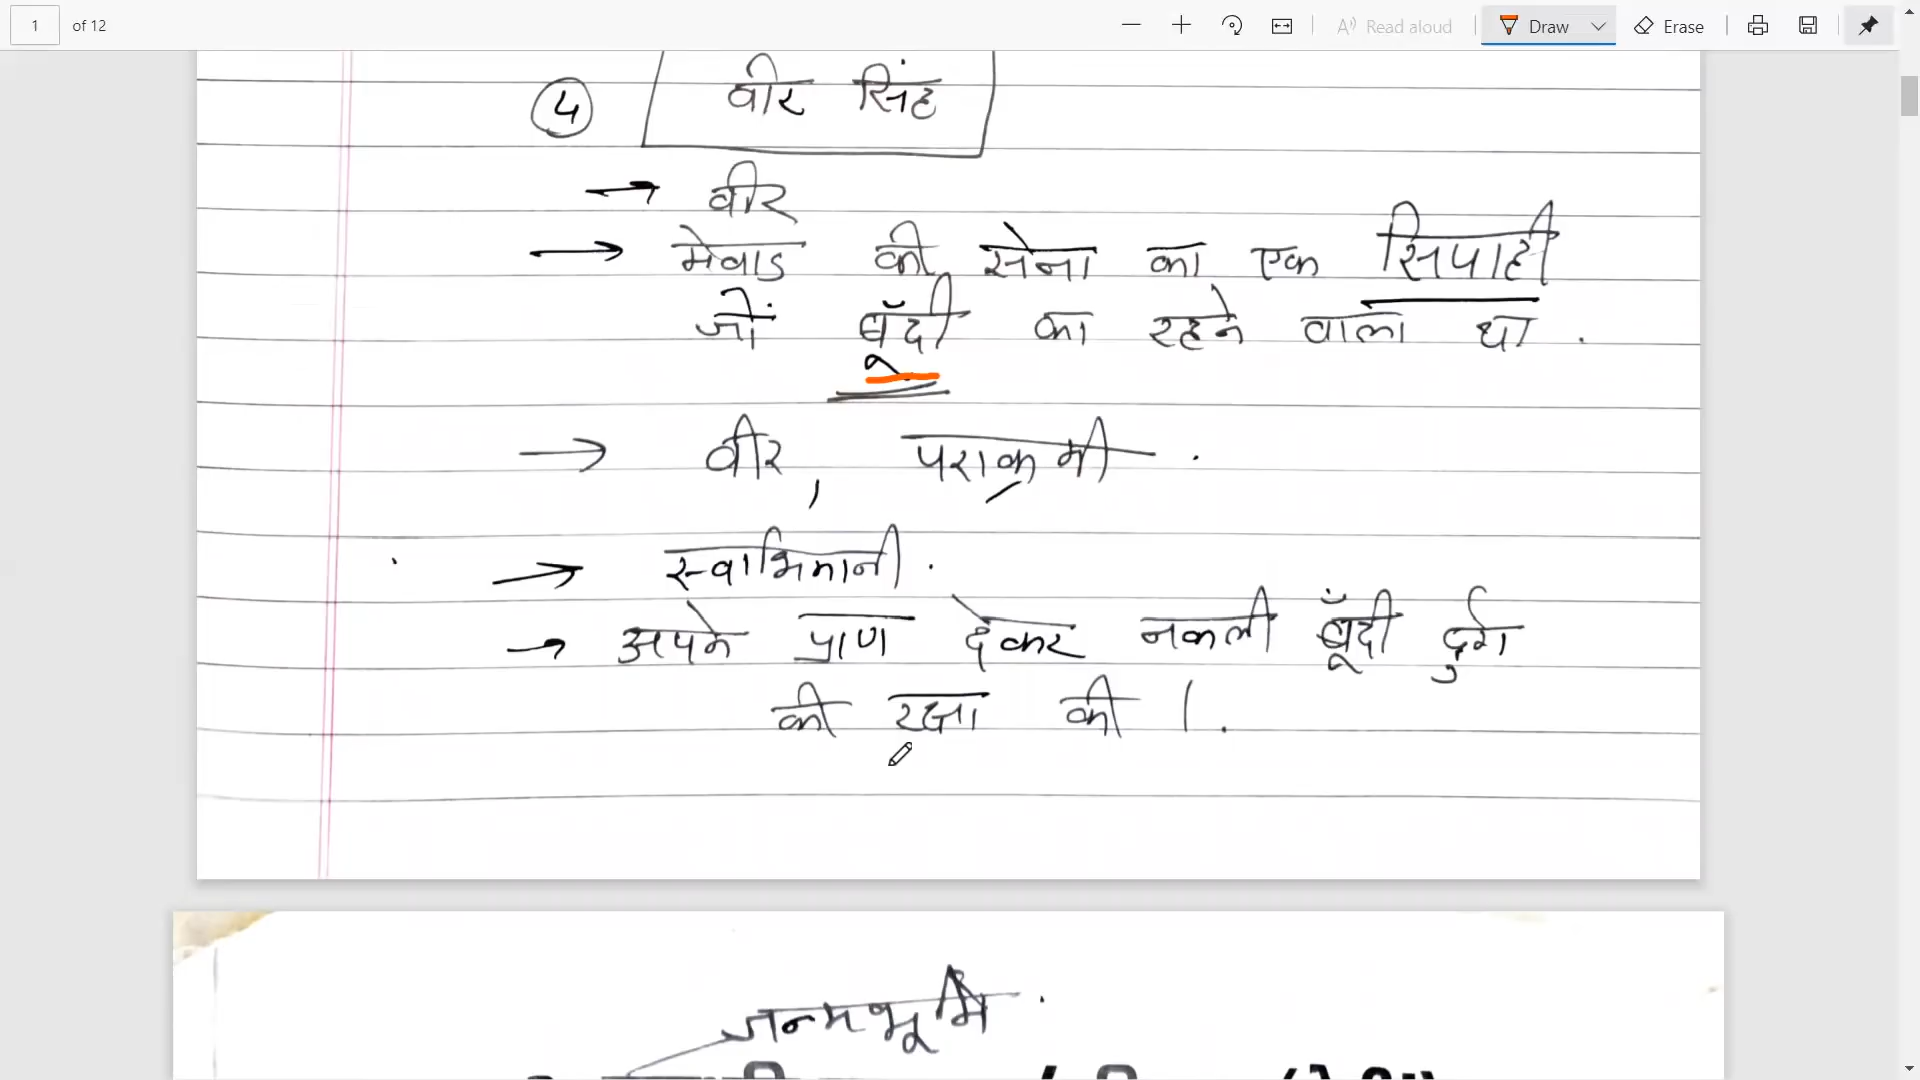 1 of 12 Read aloud Draw Erase
4 वीर सिंह
→ वीर
→ मेवाड की सेना का एक सिपाही
जों बूँदी का रहने वाला था .
→ वीर , पराक्रमी .
→ स्वाभिमानी .
→ अपने प्राण देकर नकली बूँदी दुर्ग
की रक्षा की ।.
जन्मभूमि .